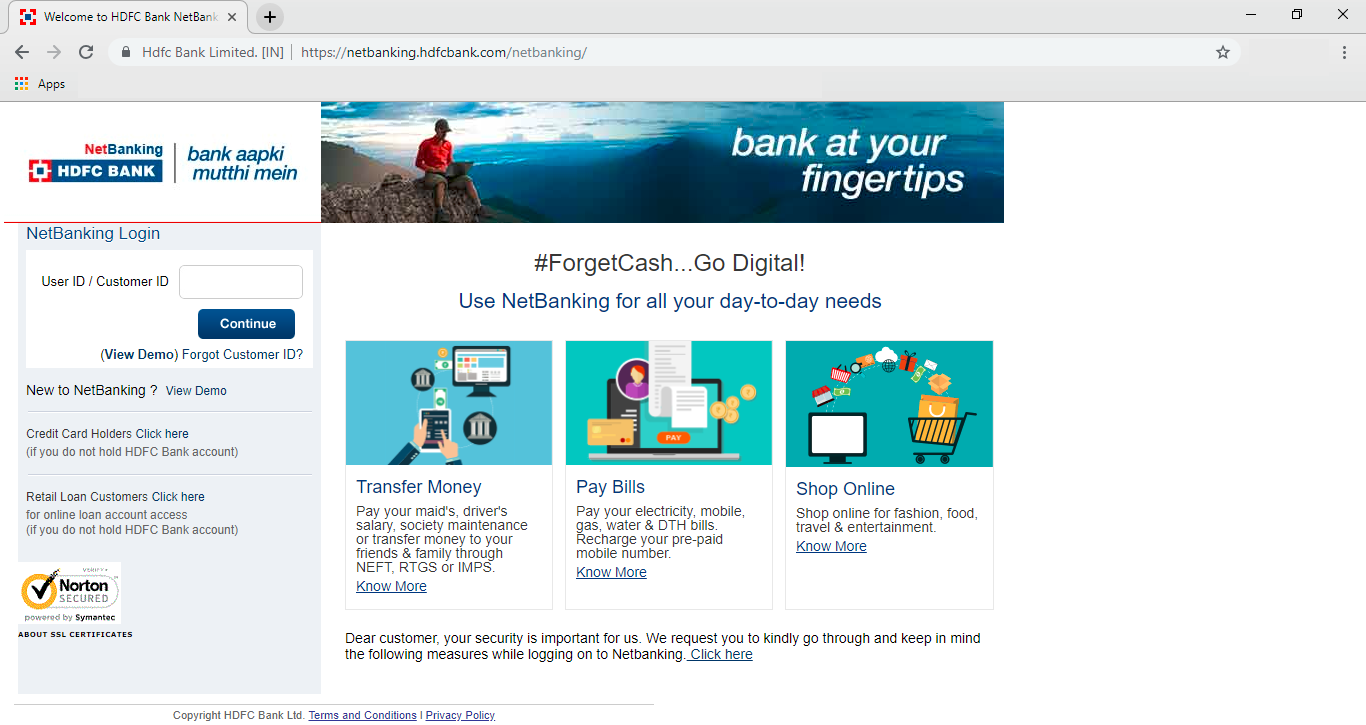 Welcome to HDFC Bank NetBank
Hdfc Bank Limited. [IN] https://netbanking.hdfcbank.com/netbanking/
Apps
NetBanking
HDFC BANK
bank aapki
mutthi mein
bank at your
fingertips
NetBanking Login
User ID / Customer ID
Continue
(View Demo) Forgot Customer ID?
New to NetBanking ? View Demo
Credit Card Holders Click here
(if you do not hold HDFC Bank account)
Retail Loan Customers Click here
for online loan account access
(if you do not hold HDFC Bank account)
VERIFY
Norton
SECURED
powered by Symantec
ABOUT SSL CERTIFICATES
#ForgetCash...Go Digital!
Use NetBanking for all your day-to-day needs
Transfer Money
Pay your maid's, driver's
salary, society maintenance
or transfer money to your
friends & family through
NEFT, RTGS or IMPS.
Know More
PAY
Pay Bills
Pay your electricity, mobile,
gas, water & DTH bills.
Recharge your pre-paid
mobile number.
Know More
Shop Online
Shop online for fashion, food,
travel & entertainment.
Know More
Dear customer, your security is important for us. We request you to kindly go through and keep in mind
the following measures while logging on to Netbanking. Click here
Copyright HDFC Bank Ltd. Terms and Conditions | Privacy Policy